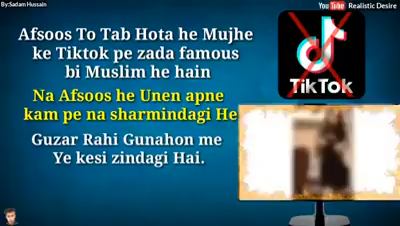 By:Sadam Hussain
You Tube Realistic Desire
Afsoos To Tab Hota he Mujhe
ke Tiktok pe zada famous
bi Muslim he hain
Na Afsoos he Unen apne
kam pe na sharmindagi He
Guzar Rahi Gunahon me
Ye kesi zindagi Hai.
TikTok